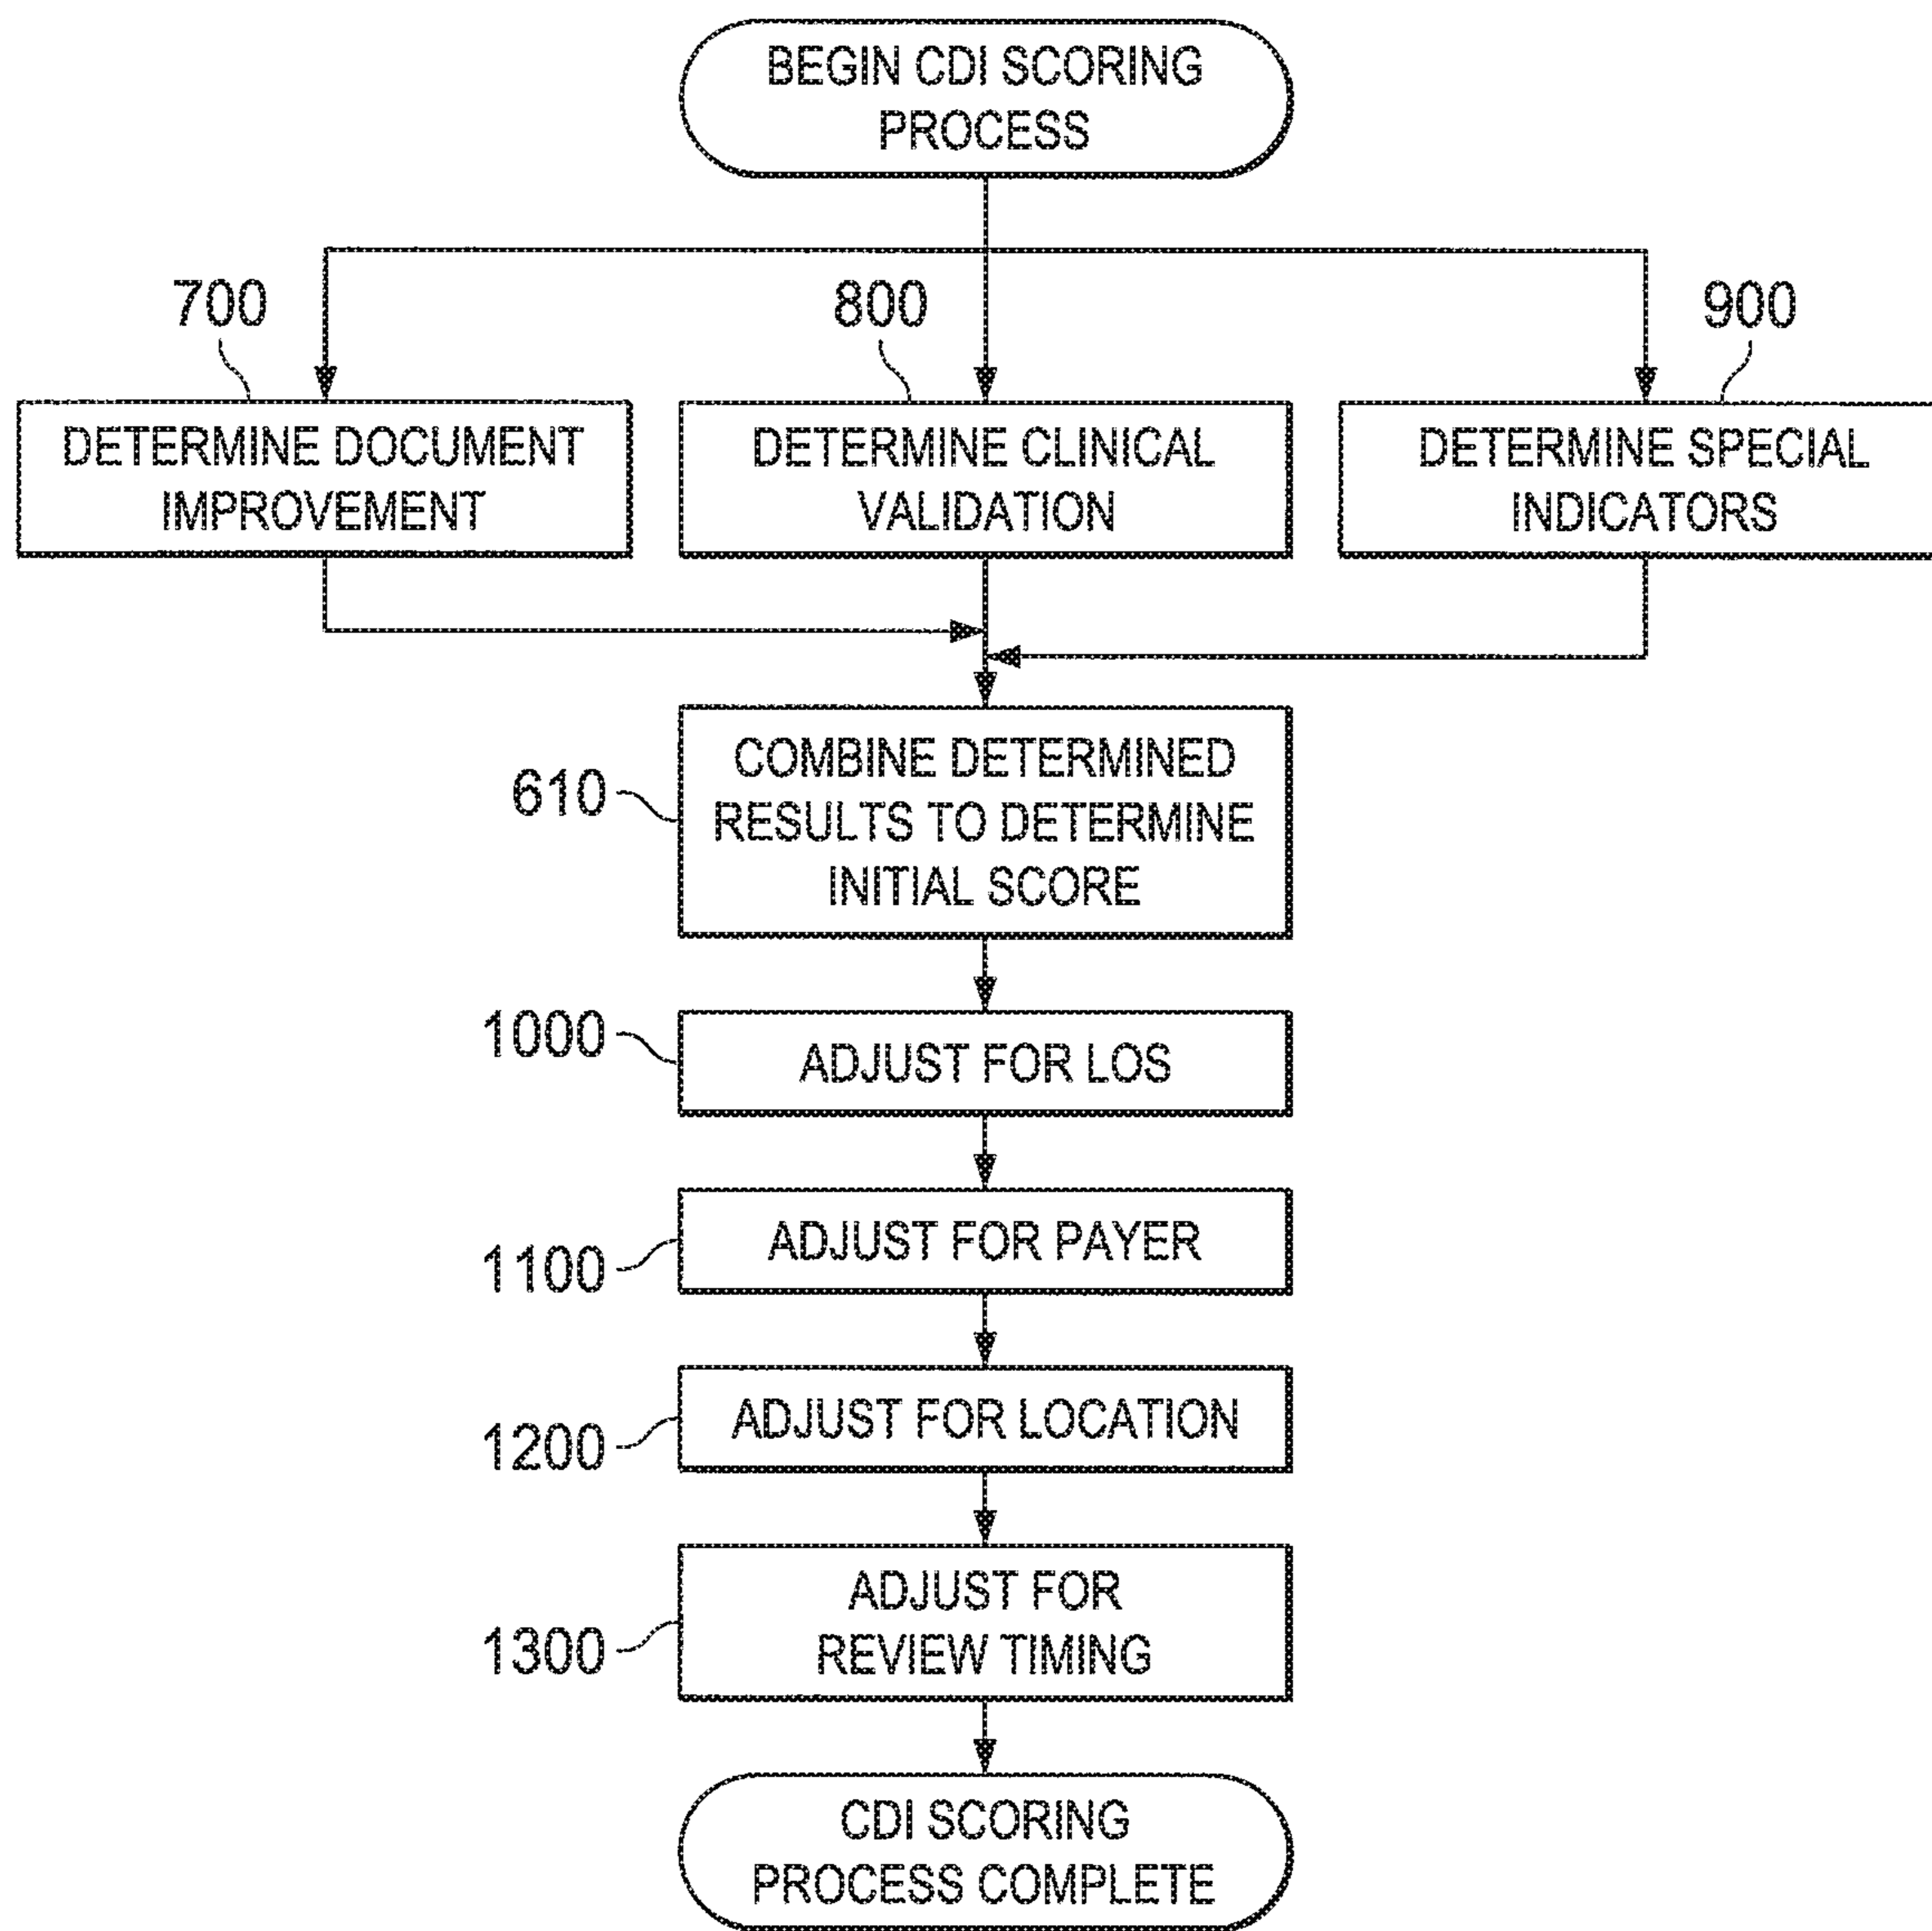 BEGIN CDI SCORING
PROCESS
700
800
900
DETERMINE DOCUMENT
IMPROVEMENT
DETERMINE CLINICAL
VALIDATION
DETERMINE SPECIAL
INDICATORS
610
COMBINE DETERMINED
RESULTS TO DETERMINE
INITIAL SCORE
1000
ADJUST FOR LOS
1100
ADJUST FOR PAYER
1200
ADJUST FOR LOCATION
1300
ADJUST FOR
REVIEW TIMING
CDI SCORING
PROCESS COMPLETE